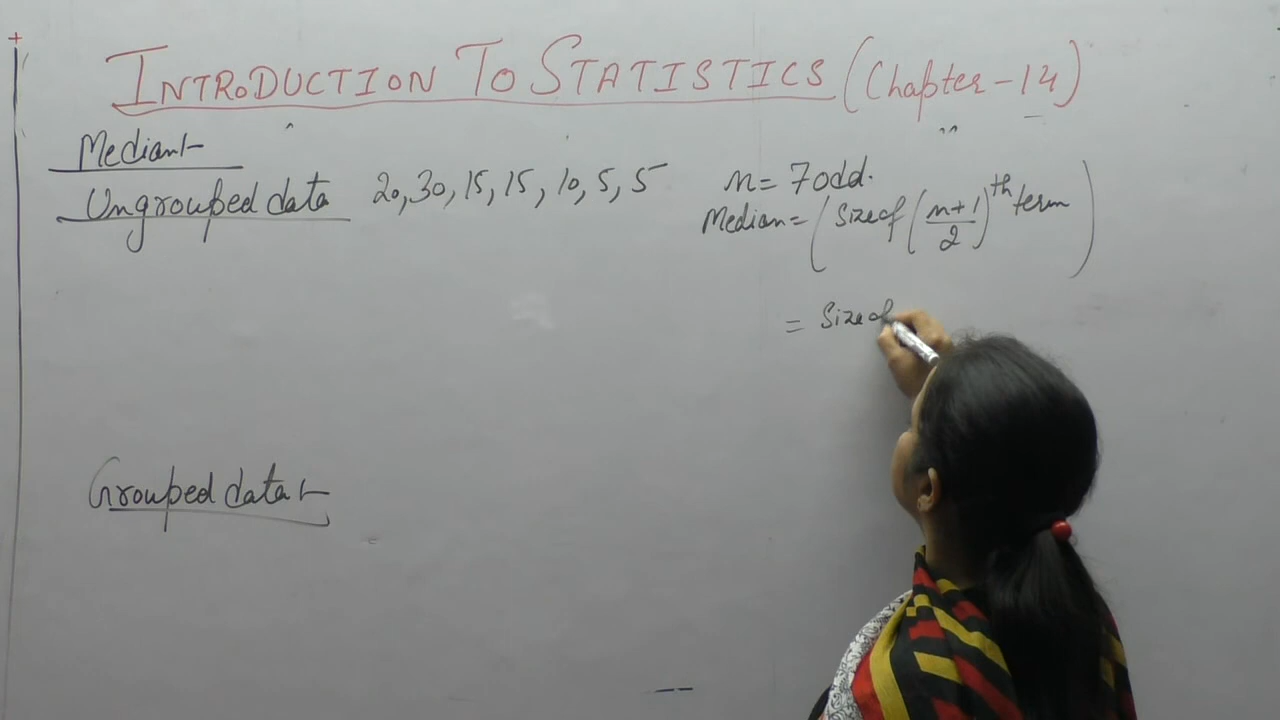 INTRODUCTION TO STATISTICS (Chapter-14)
Median:-
Ungrouped data 20, 30, 15, 15, 10, 5, 5
n = 7 odd.
Median = (Size of (n+1/2)th term)
= Size of
Grouped data :-